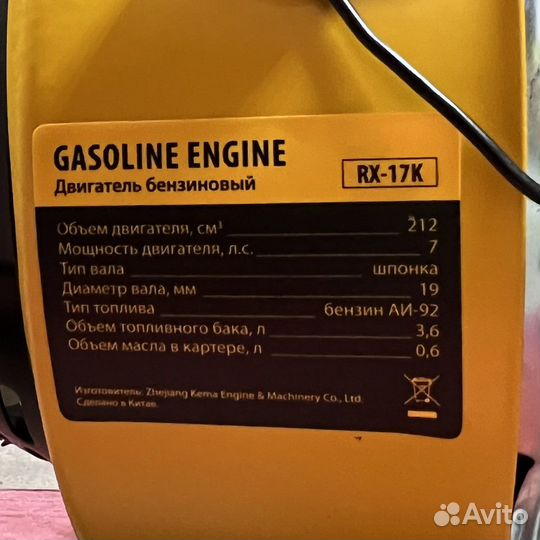 GASOLINE ENGINE
Двигатель бензиновый
RX-17K
Объем двигателя, см³ 212
Мощность двигателя, л.с. 7
Тип вала шпонка
Диаметр вала, мм 19
Тип топлива бензин АИ-92
Объем топливного бака, л 3,6
Объем масла в картере, л 0,6
Изготовитель: Zhejiang Kema Engine & Machinery Co., Ltd.
Сделано в Китае.
Avito